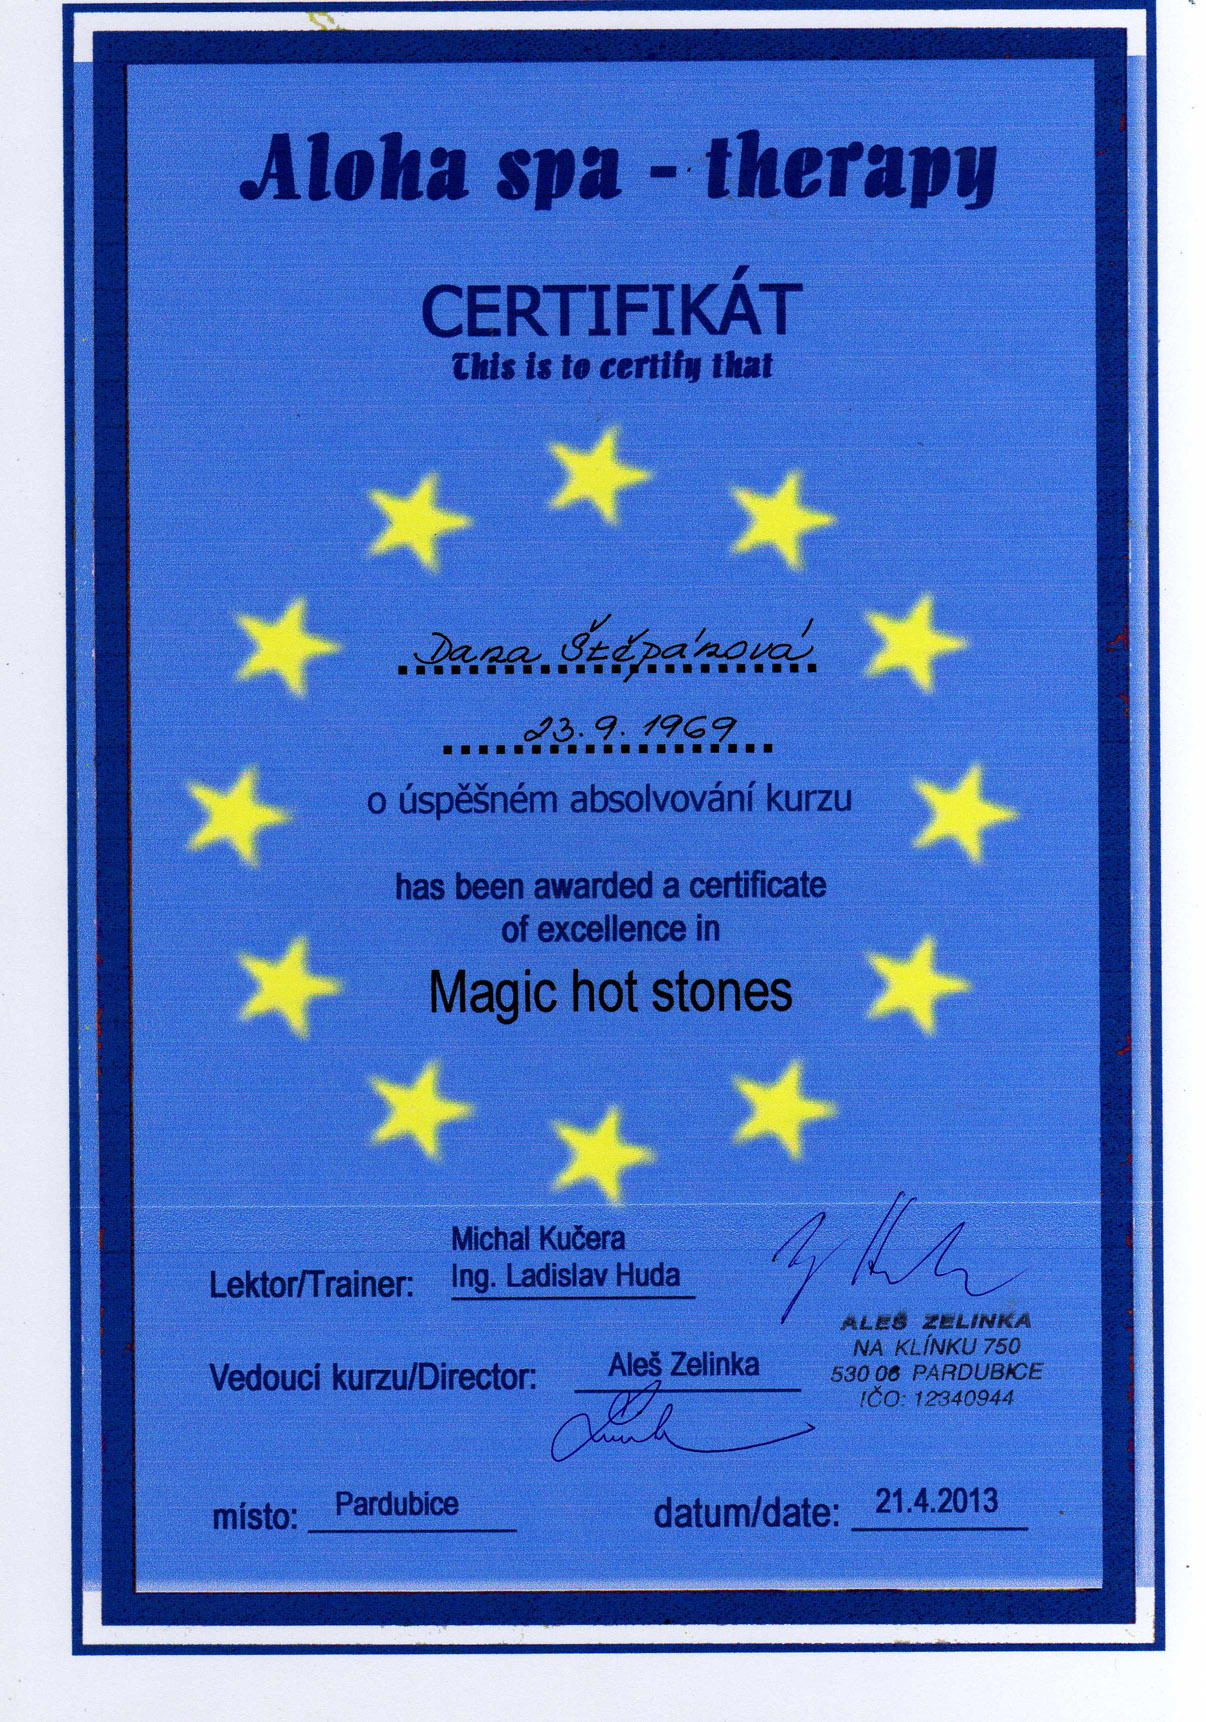 Aloha spa - therapy
CERTIFIKÁT
This is to certify that
Dana Štěpánová
23.9.1969
o úspěšném absolvování kurzu
has been awarded a certificate
of excellence in
Magic hot stones
Michal Kučera
Lektor/Trainer: Ing. Ladislav Huda
ALEŠ ZELINKA
NA KLÍNKU 750
530 06 PARDUBICE
IČO: 12340944
Vedoucí kurzu/Director: Aleš Zelinka
místo: Pardubice
datum/date: 21.4.2013